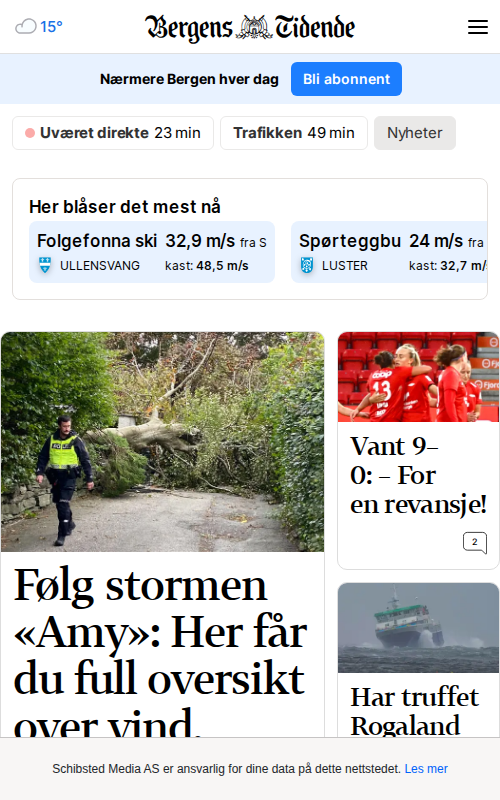 15°
Bergens Tidende
Nærmere Bergen hver dag
Bli abonnent
Uværet direkte 23 min
Trafikken 49 min
Nyheter
Her blåser det mest nå
Folgefonna ski 32,9 m/s fra S
ULLENSVANG kast: 48,5 m/s
Spørteggbu 24 m/s fra
LUSTER kast: 32,7 m/
13
Vant 9–
0: – For
en revansje!
2
Følg stormen
«Amy»: Her får
du full oversikt
over vind,
Har truffet
Rogaland
Schibsted Media AS er ansvarlig for dine data på dette nettstedet. Les mer